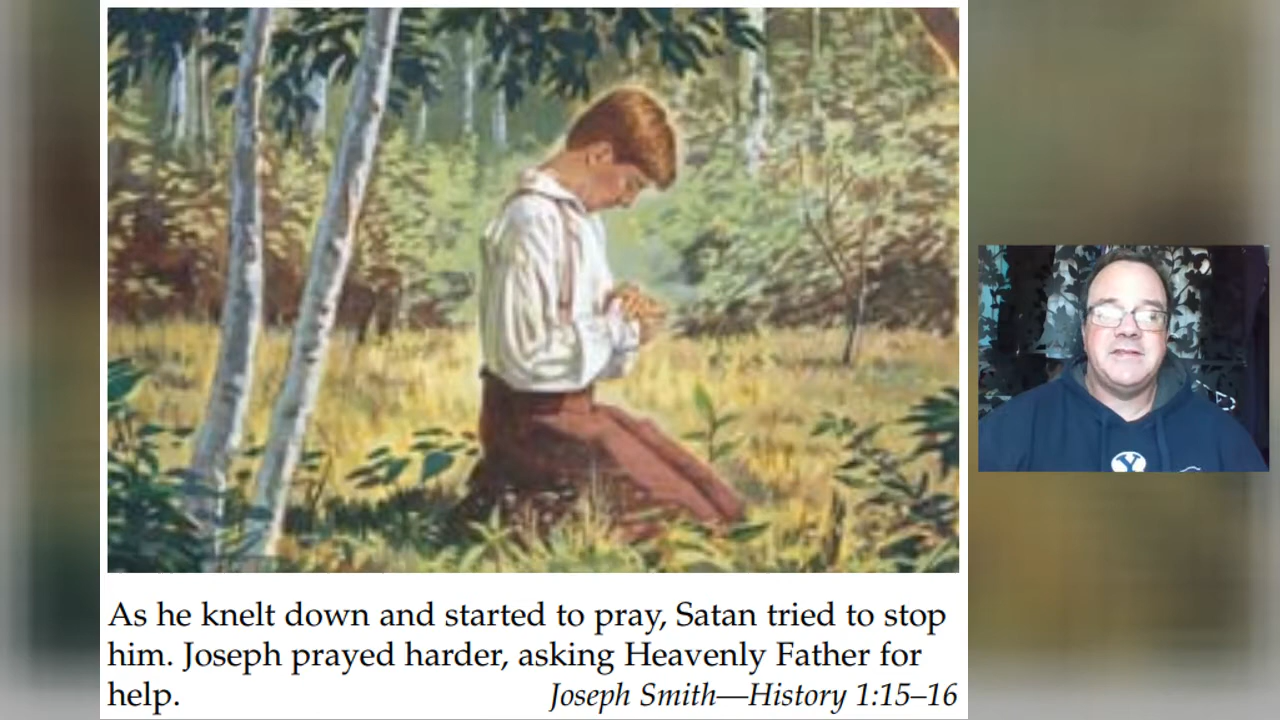 As he knelt down and started to pray, Satan tried to stop
him. Joseph prayed harder, asking Heavenly Father for
help.
Joseph Smith—History 1:15–16
Y